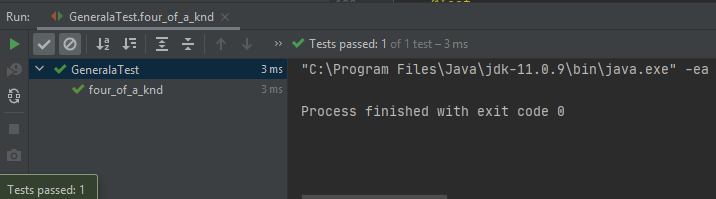 Run: GeneralaTest.four_of_a_knd ×
» Tests passed: 1 of 1 test – 3 ms
GeneralaTest 3 ms
four_of_a_knd 3 ms
"C:\Program Files\Java\jdk-11.0.9\bin\java.exe" -ea
Process finished with exit code 0
Tests passed: 1